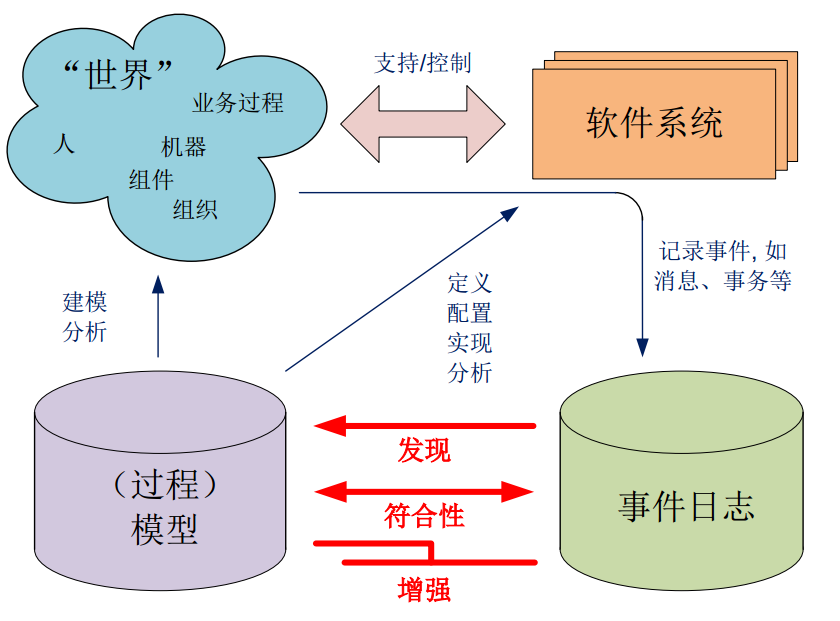 “世界”
业务过程
人
机器
组件
组织
支持/控制
软件系统
记录事件, 如
消息、事务等
建模
分析
定义
配置
实现
分析
（过程）
模型
发现
符合性
增强
事件日志